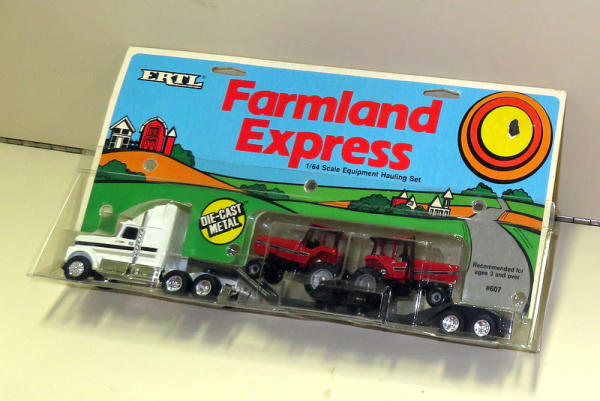 ERTL
Farmland
Express
1/64 Scale Equipment Hauling Set
DIE-CAST
METAL
Recommended for
ages 3 and over
#607